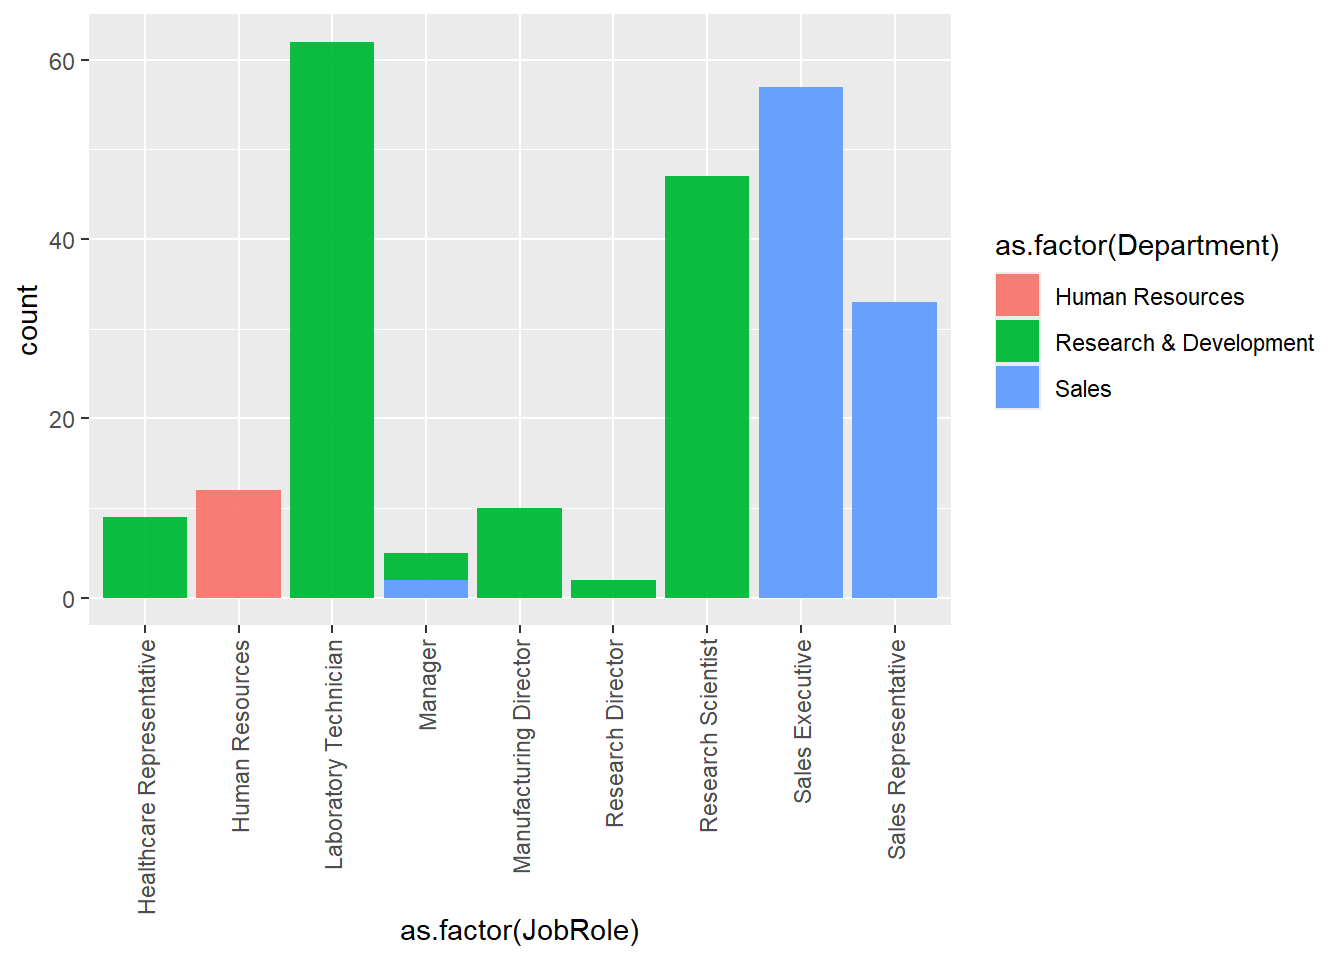 60
40
20
0
count
Healthcare Representative
Human Resources
Laboratory Technician
Manager
Manufacturing Director
Research Director
Research Scientist
Sales Executive
Sales Representative
as.factor(JobRole)
as.factor(Department)
Human Resources
Research & Development
Sales